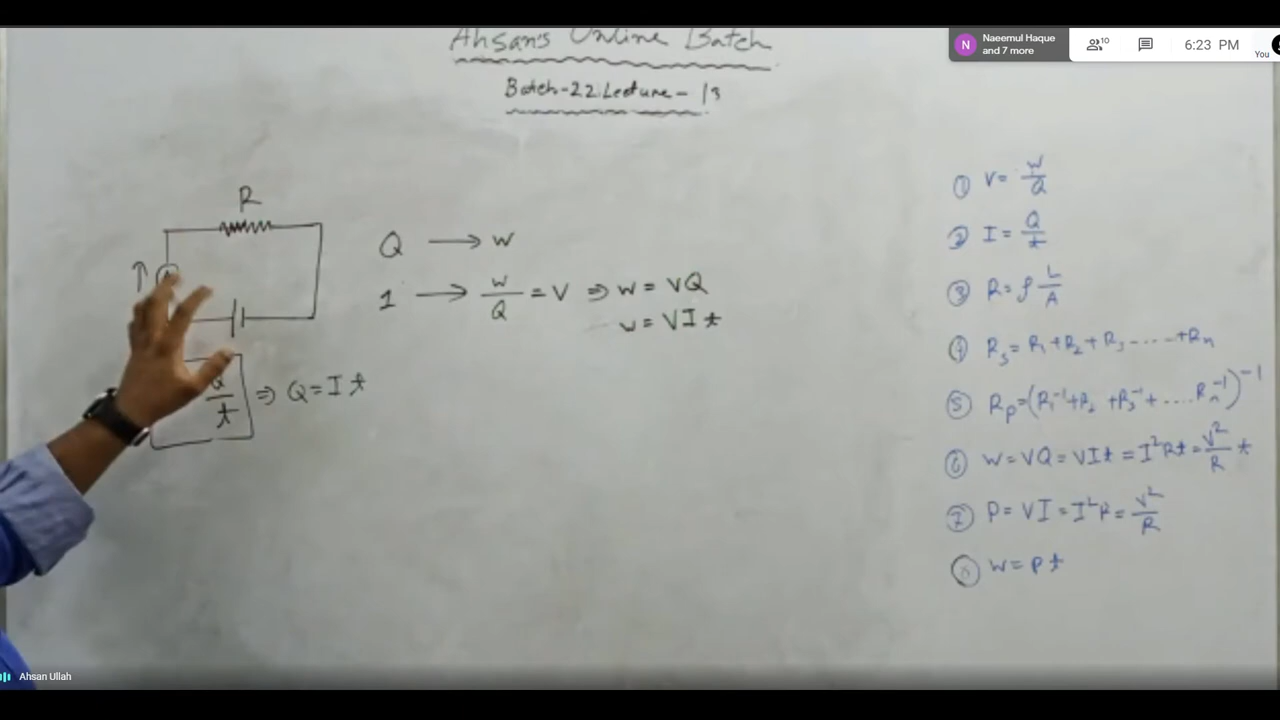 Ahsan's Online Batch
Batch-22.Lecture-13
Naeemul Haque
and 7 more
N
10
6:23 PM
You
R
Q → W
1 → W/Q = V ⇒ W = VQ
W = VIt
Q/t ⇒ Q = It
① V = W/Q
② I = Q/t
③ R = ρ L/A
④ Rs = R1 + R2 + R3 ----- + Rn
⑤ Rp = (R1^-1 + R2 + R3^-1 + .... Rn^-1)^-1
⑥ W = VQ = VIt = I²Rt = V²/R t
⑦ P = VI = I²R = V²/R
⑧ W = Pt
Ahsan Ullah